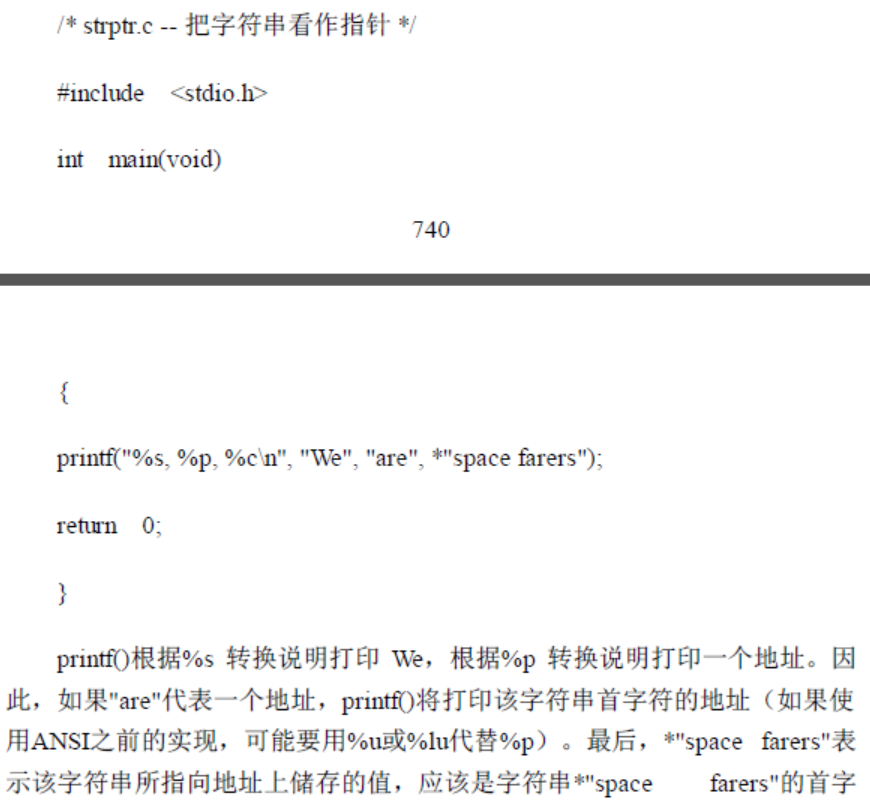 /* strptr.c -- 把字符串看作指针 */
#include <stdio.h>
int main(void)
740
{
printf("%s, %p, %c\n", "We", "are", *"space farers");
return 0;
}
printf()根据%s 转换说明打印 We，根据%p 转换说明打印一个地址。因
此，如果"are"代表一个地址，printf()将打印该字符串首字符的地址（如果使
用ANSI之前的实现，可能要用%u或%lu代替%p）。最后，*"space farers"表
示该字符串所指向地址上储存的值，应该是字符串*"space farers"的首字